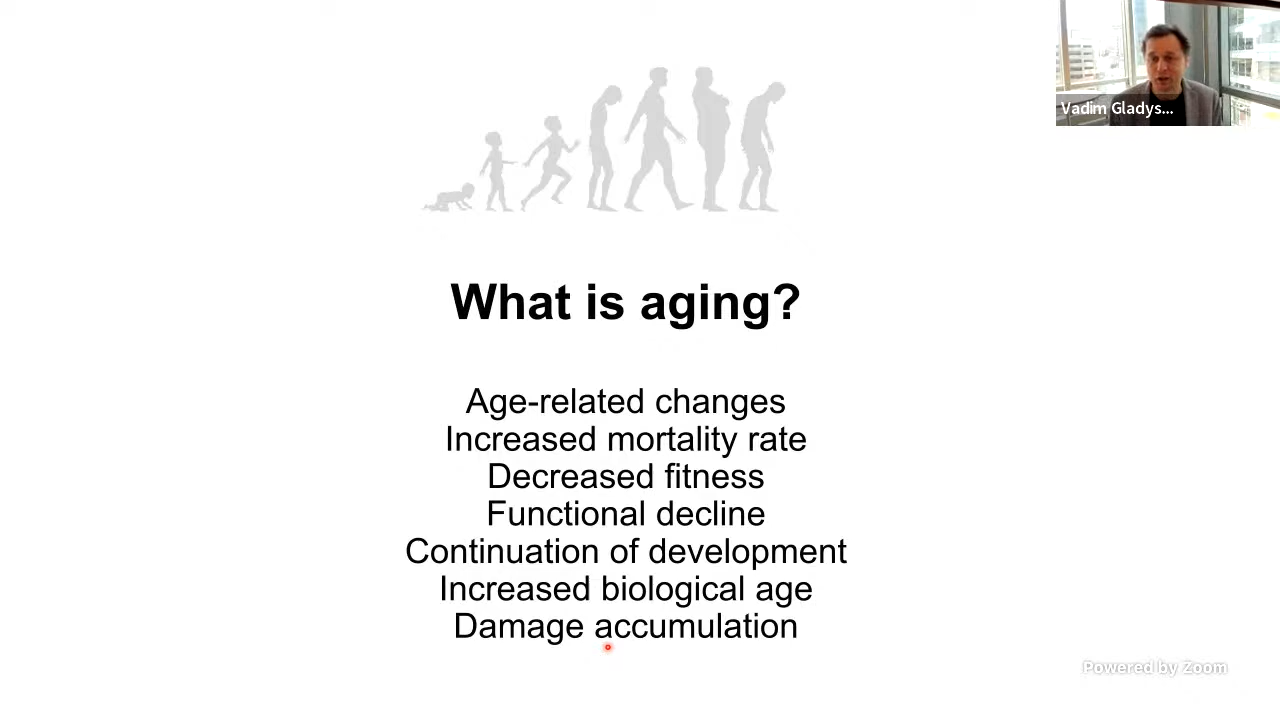 Vadim Gladys...
What is aging?
Age-related changes
Increased mortality rate
Decreased fitness
Functional decline
Continuation of development
Increased biological age
Damage accumulation
Powered by Zoom